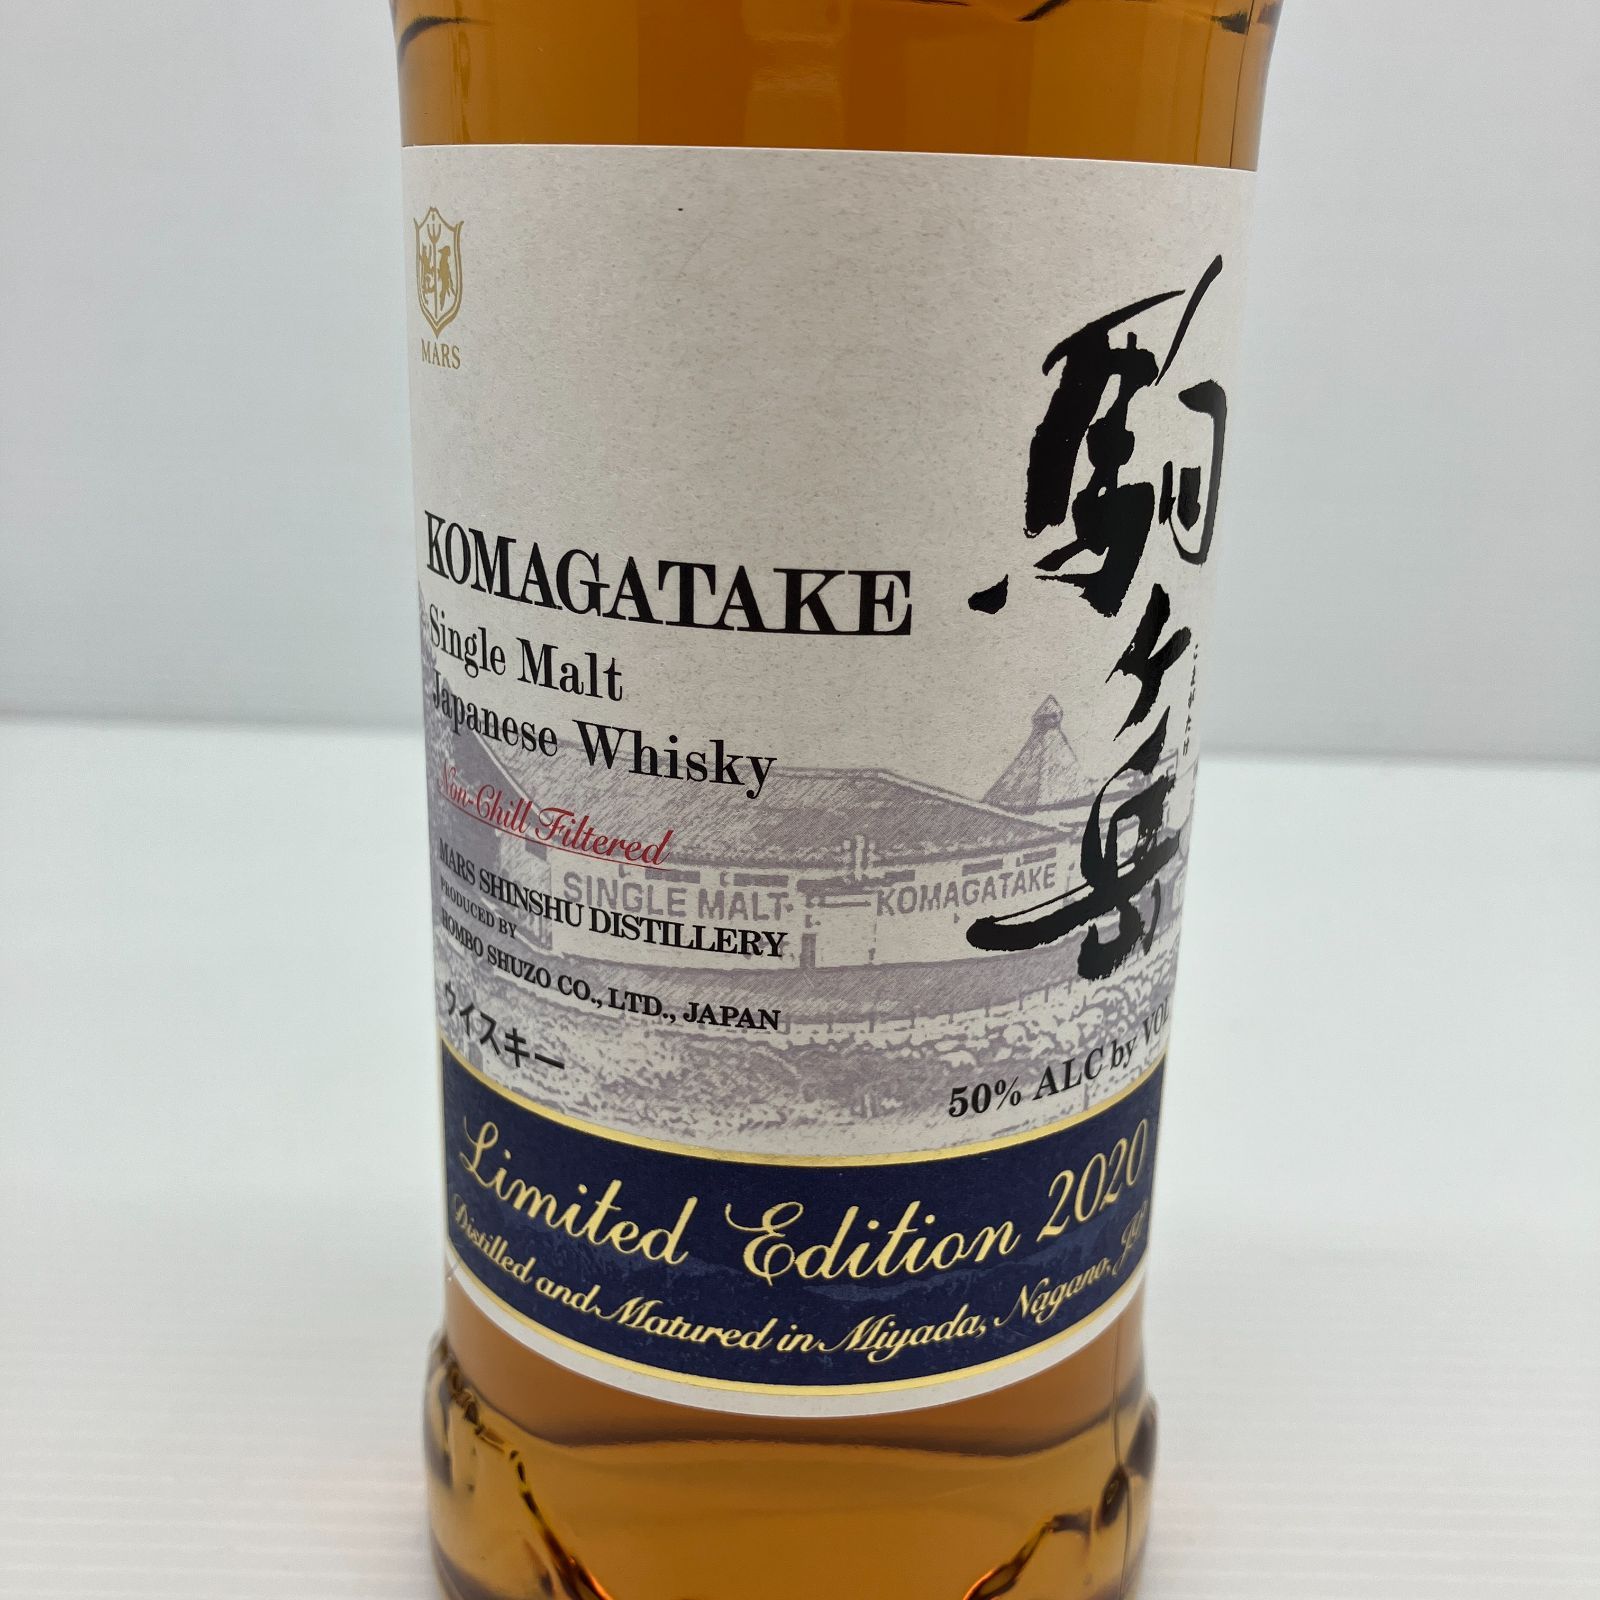 MARS
駒ヶ岳
KOMAGATAKE
Single Malt
Japanese Whisky
Non-Chill Filtered
SINGLE MALT KOMAGATAKE
MARS SHINSHU DISTILLERY
PRODUCED BY
HOMBO SHUZO CO., LTD., JAPAN
ウイスキー
50% ALC by VOL
Limited Edition 2020
Distilled and Matured in Miyada, Nagano,